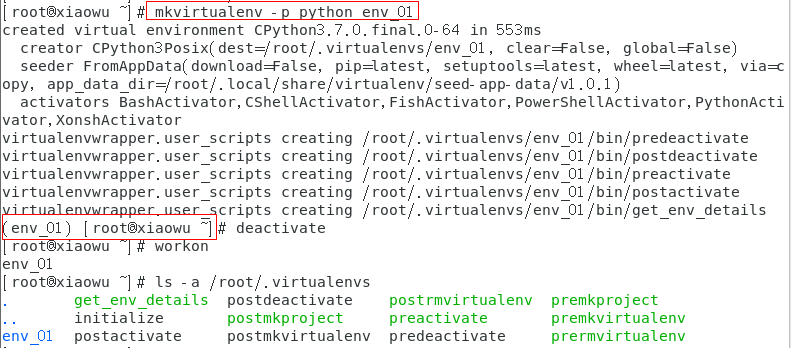 [root@xiaowu ~]# mkvirtualenv -p python env_01
created virtual environment CPython3.7.0.final.0-64 in 553ms
  creator CPython3Posix(dest=/root/.virtualenvs/env_01, clear=False, global=False)
  seeder FromAppData(download=False, pip=latest, setuptools=latest, wheel=latest, via=c
opy, app_data_dir=/root/.local/share/virtualenv/seed-app-data/v1.0.1)
  activators BashActivator,CShellActivator,FishActivator,PowerShellActivator,PythonActi
vator,XonshActivator
virtualenvwrapper.user_scripts creating /root/.virtualenvs/env_01/bin/predeactivate
virtualenvwrapper.user_scripts creating /root/.virtualenvs/env_01/bin/postdeactivate
virtualenvwrapper.user_scripts creating /root/.virtualenvs/env_01/bin/preactivate
virtualenvwrapper.user_scripts creating /root/.virtualenvs/env_01/bin/postactivate
virtualenvwrapper.user_scripts creating /root/.virtualenvs/env_01/bin/get_env_details
(env_01) [root@xiaowu ~]# deactivate
[root@xiaowu ~]# workon
env_01
[root@xiaowu ~]# ls -a /root/.virtualenvs
.       get_env_details  postdeactivate    postrmvirtualenv  premkproject
..      initialize       postmkproject     preactivate       premkvirtualenv
env_01  postactivate     postmkvirtualenv  predeactivate     prermvirtualenv